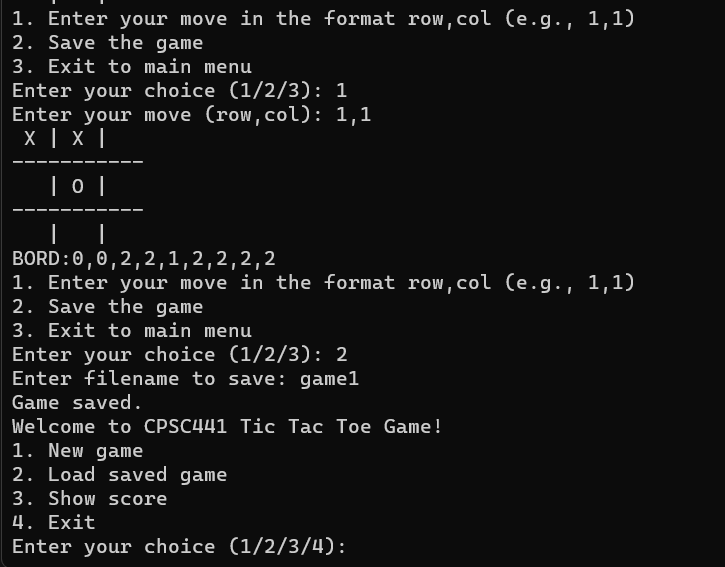 1. Enter your move in the format row,col (e.g., 1,1)
2. Save the game
3. Exit to main menu
Enter your choice (1/2/3): 1
Enter your move (row,col): 1,1
 X | X |
-----------
   | O |
-----------
   |   |
BORD:0,0,2,2,1,2,2,2,2
1. Enter your move in the format row,col (e.g., 1,1)
2. Save the game
3. Exit to main menu
Enter your choice (1/2/3): 2
Enter filename to save: game1
Game saved.
Welcome to CPSC441 Tic Tac Toe Game!
1. New game
2. Load saved game
3. Show score
4. Exit
Enter your choice (1/2/3/4):